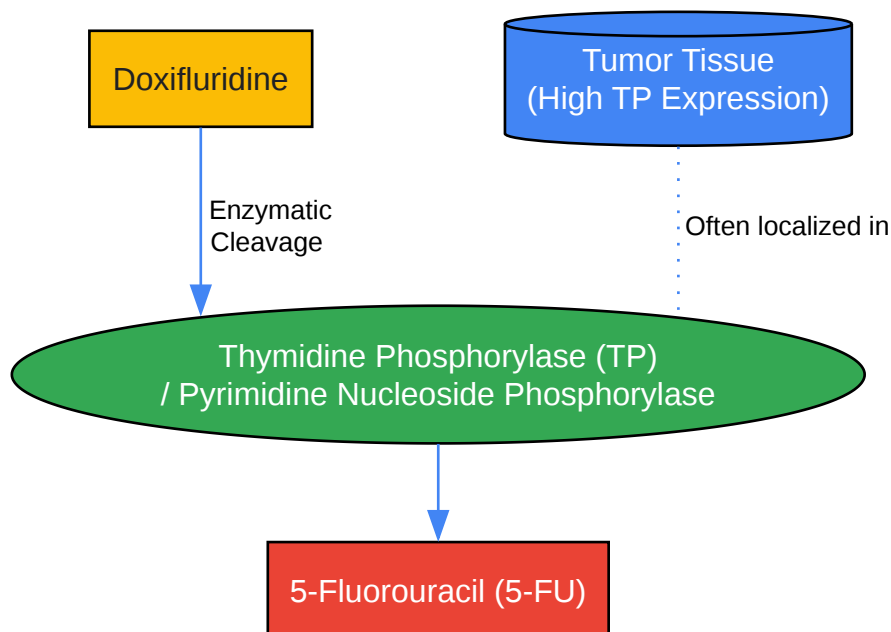 Doxifluridine
Tumor Tissue
(High TP Expression)
Enzymatic
Cleavage
Often localized in
Thymidine Phosphorylase (TP)
/ Pyrimidine Nucleoside Phosphorylase
5-Fluorouracil (5-FU)